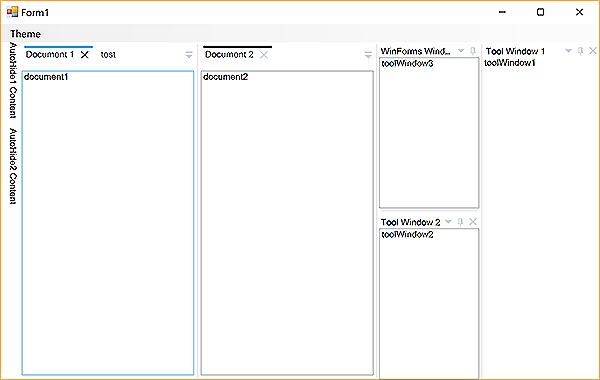 Form1
Theme
AutoHide1 Content
AutoHide2 Content
Document 1
tost
document1
Document 2
document2
WinForms Wind...
toolWindow3
Tool Window 2
toolWindow2
Tool Window 1
toolWindow1